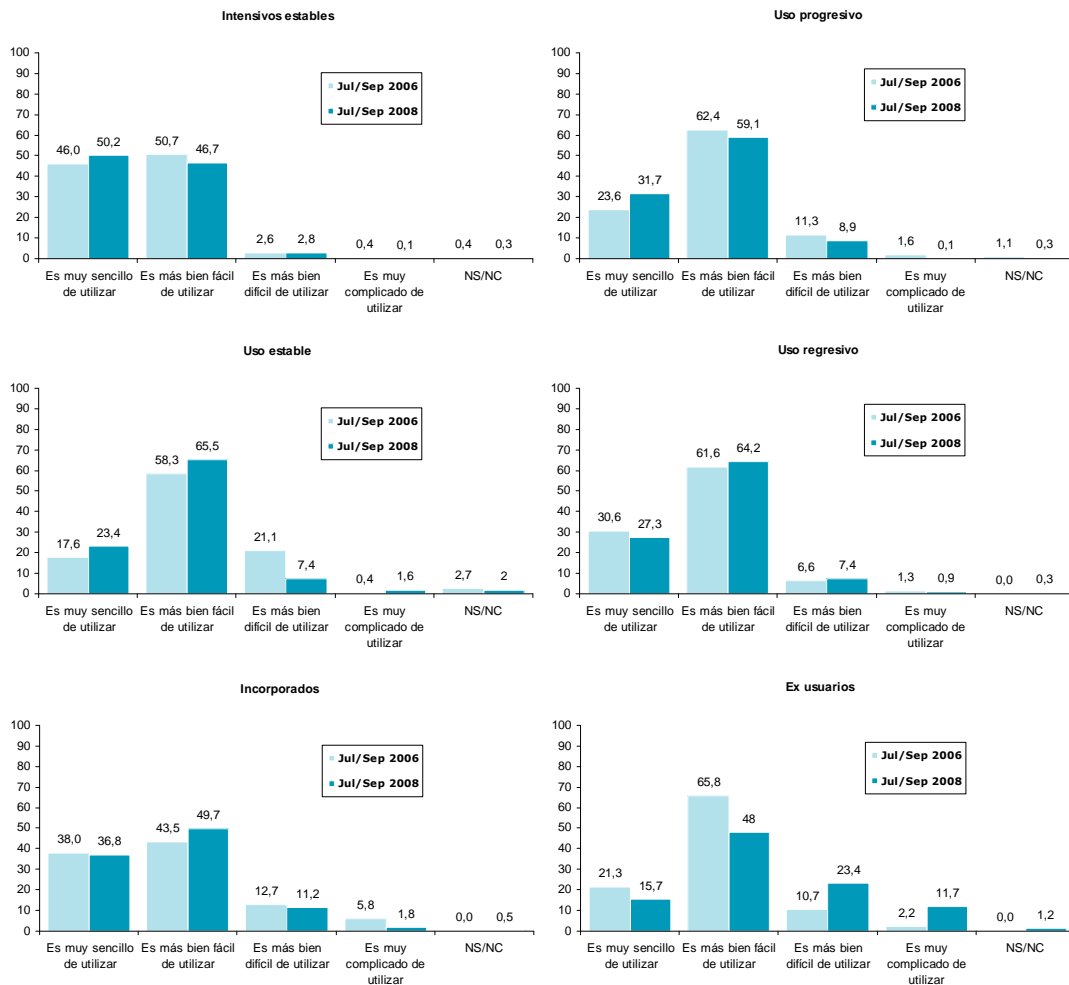 Intensivos estables
100
90
80
70
60
50
40
30
20
10
0
Jul/Sep 2006
Jul/Sep 2008
46,0 50,2 50,7 46,7 2,6 2,8 0,4 0,1 0,4 0,3
Es muy sencillo Es más bien fácil Es más bien Es muy NS/NC
de utilizar de utilizar difícil de utilizar complicado de
utilizar
Uso progresivo
100
90
80
70
60
50
40
30
20
10
0
Jul/Sep 2006
Jul/Sep 2008
23,6 31,7 62,4 59,1 11,3 8,9 1,6 0,1 1,1 0,3
Es muy sencillo Es más bien fácil Es más bien Es muy NS/NC
de utilizar de utilizar difícil de utilizar complicado de
utilizar
Uso estable
100
90
80
70
60
50
40
30
20
10
0
Jul/Sep 2006
Jul/Sep 2008
17,6 23,4 58,3 65,5 21,1 7,4 0,4 1,6 2,7 2
Es muy sencillo Es más bien fácil Es más bien Es muy NS/NC
de utilizar de utilizar difícil de utilizar complicado de
utilizar
Uso regresivo
100
90
80
70
60
50
40
30
20
10
0
Jul/Sep 2006
Jul/Sep 2008
30,6 27,3 61,6 64,2 6,6 7,4 1,3 0,9 0,0 0,3
Es muy sencillo Es más bien fácil Es más bien Es muy NS/NC
de utilizar de utilizar difícil de utilizar complicado de
utilizar
Incorporados
100
90
80
70
60
50
40
30
20
10
0
Jul/Sep 2006
Jul/Sep 2008
38,0 36,8 43,5 49,7 12,7 11,2 5,8 1,8 0,0 0,5
Es muy sencillo Es más bien fácil Es más bien Es muy NS/NC
de utilizar de utilizar difícil de utilizar complicado de
utilizar
Ex usuarios
100
90
80
70
60
50
40
30
20
10
0
Jul/Sep 2006
Jul/Sep 2008
21,3 15,7 65,8 48 10,7 23,4 2,2 11,7 0,0 1,2
Es muy sencillo Es más bien fácil Es más bien Es muy NS/NC
de utilizar de utilizar difícil de utilizar complicado de
utilizar